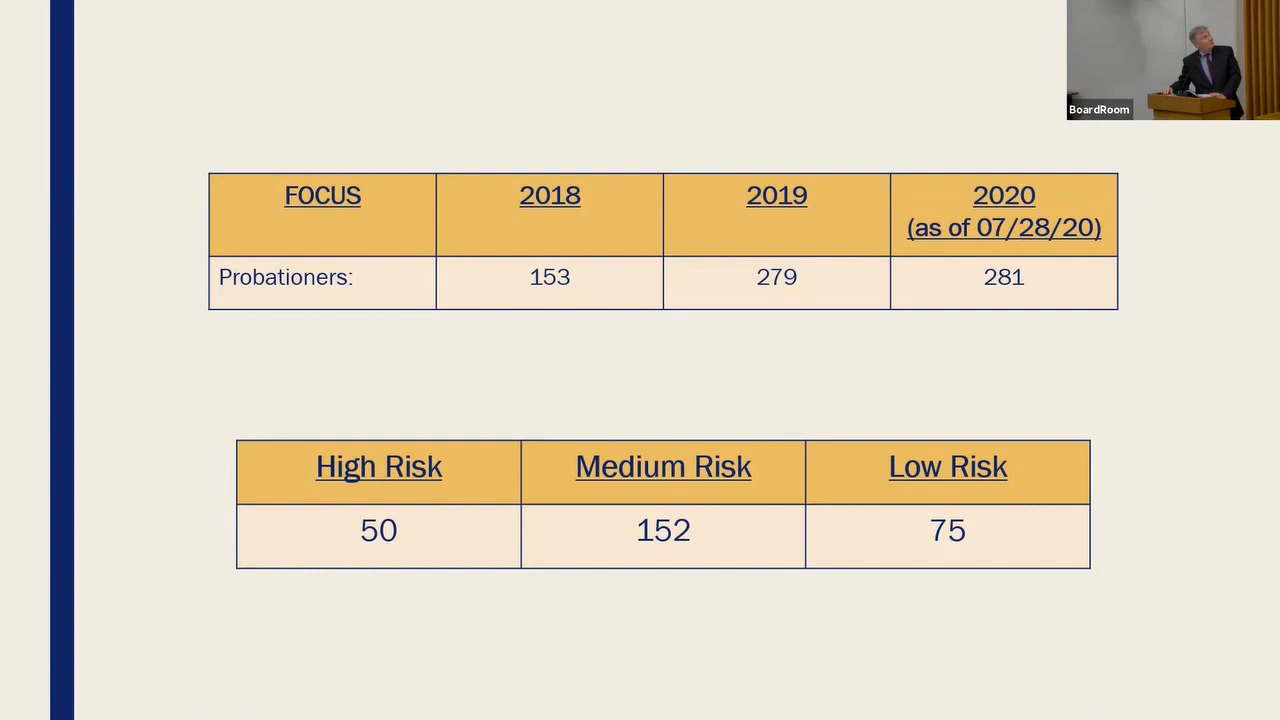 BoardRoom
FOCUS 2018 2019 2020
(as of 07/28/20)
Probationers: 153 279 281
High Risk Medium Risk Low Risk
50 152 75